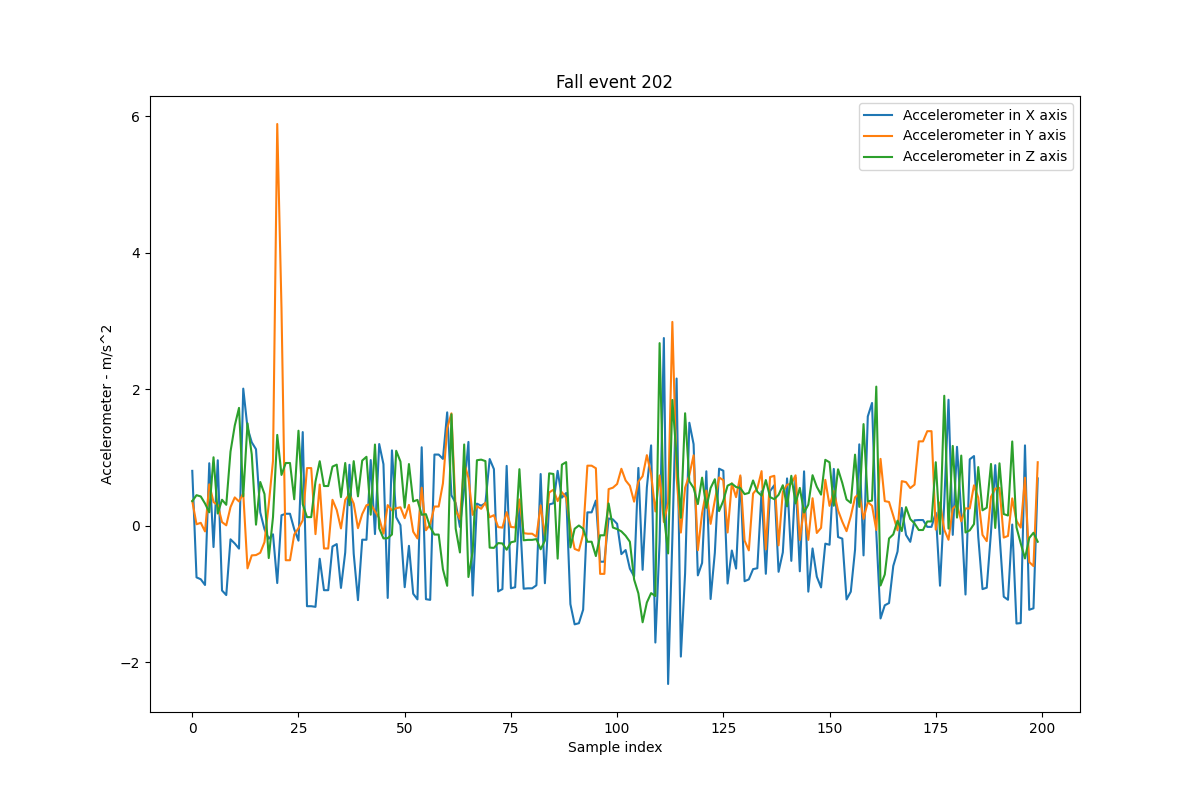 Fall event 202
Accelerometer in X axis
Accelerometer in Y axis
Accelerometer in Z axis
6
4
2
0
−2
Accelerometer - m/s^2
0 25 50 75 100 125 150 175 200
Sample index